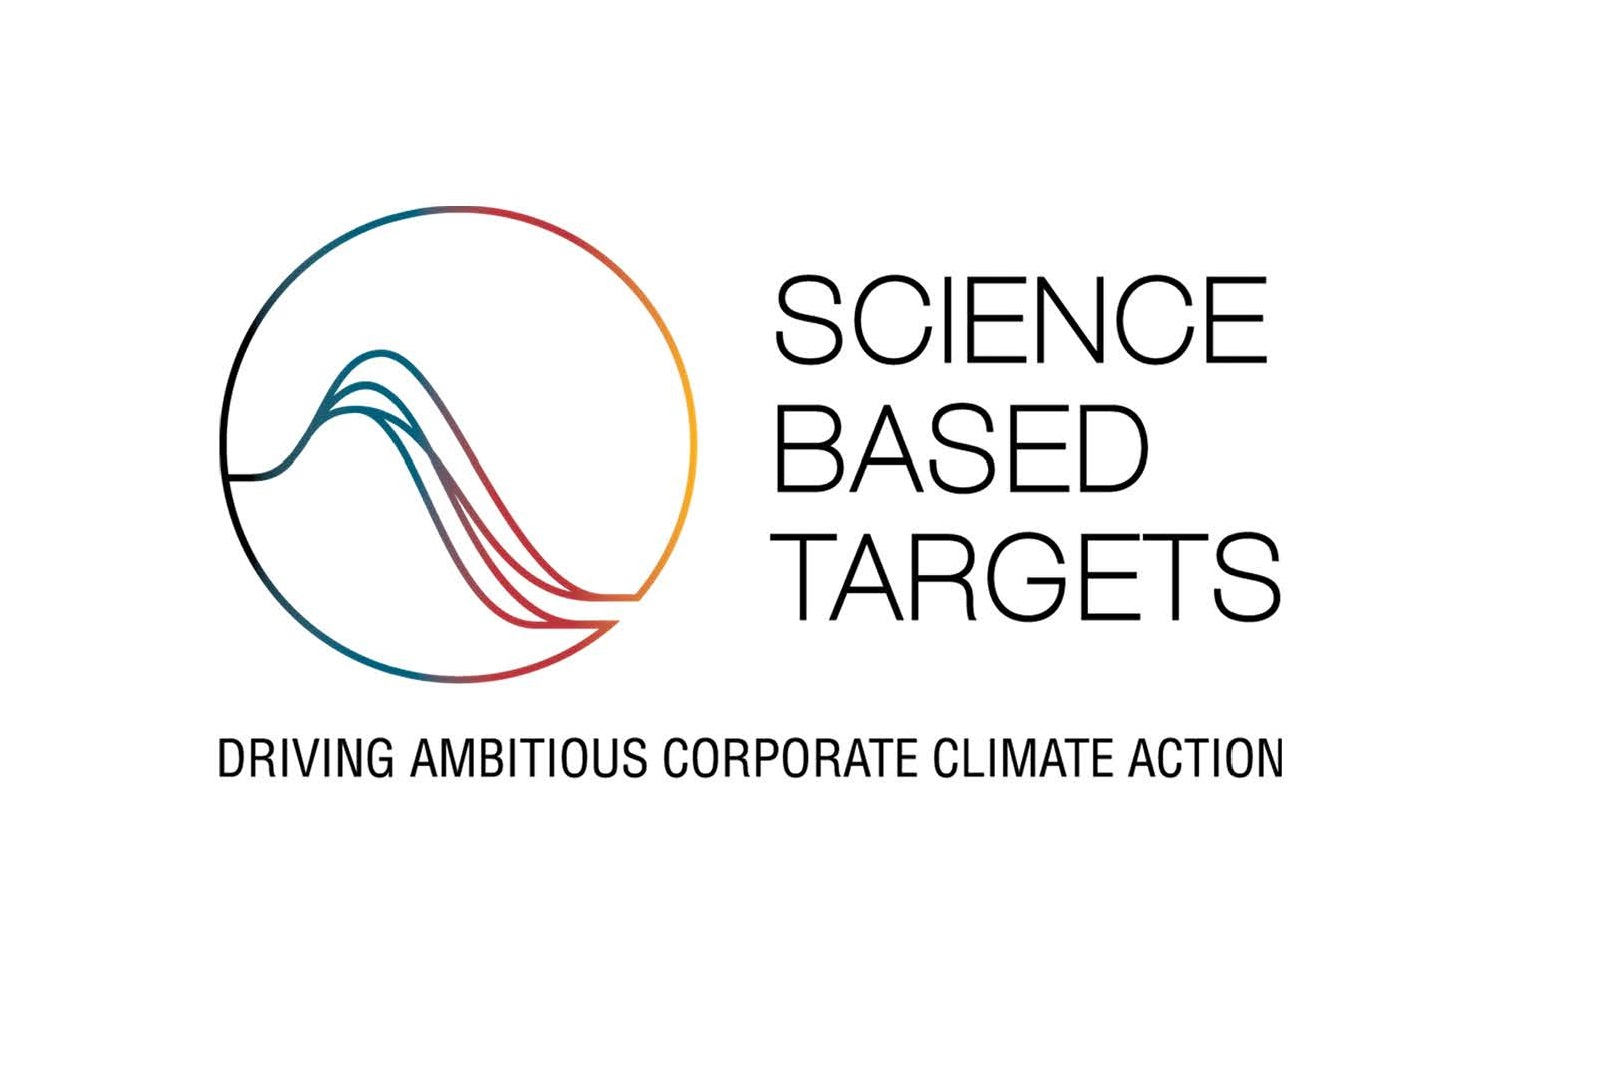 SCIENCE
BASED
TARGETS
DRIVING AMBITIOUS CORPORATE CLIMATE ACTION